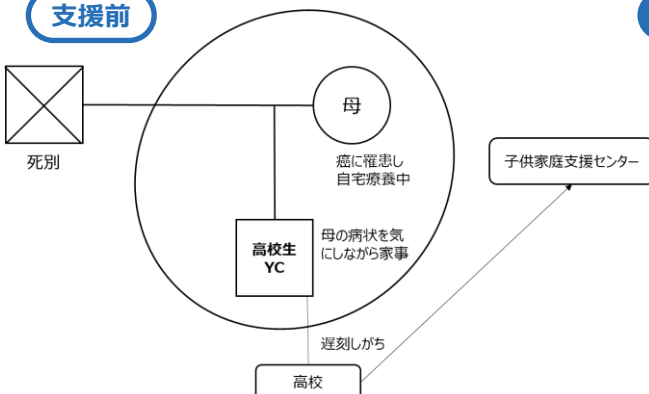 支援前
母
死別
癌に罹患し
自宅療養中
子供家庭支援センター
高校生
YC
母の病状を気
にしながら家事
遅刻しがち
高校